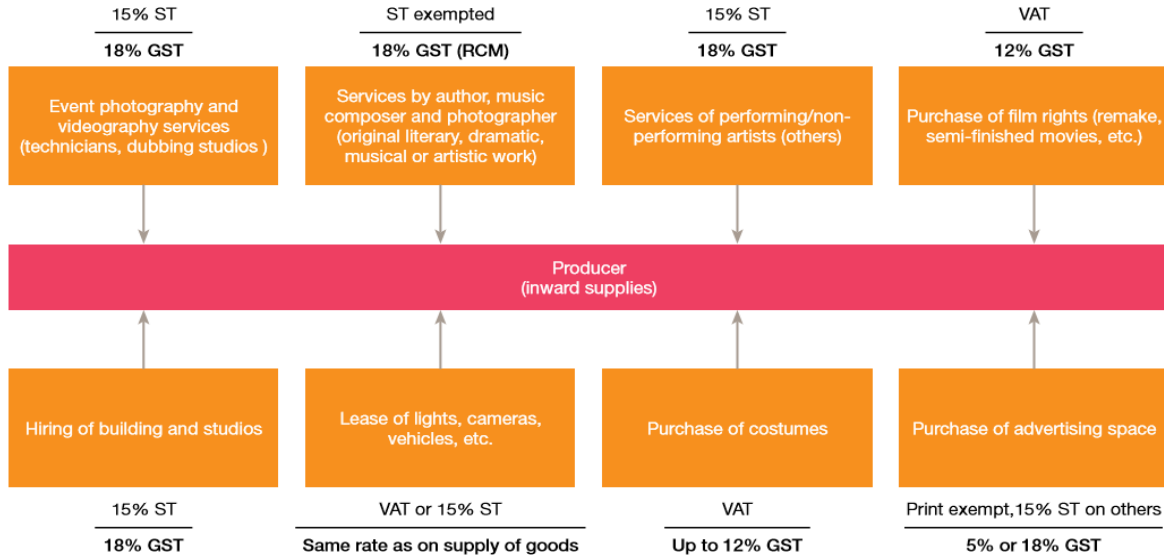 15% ST
18% GST
ST exempted
18% GST (RCM)
15% ST
18% GST
VAT
12% GST
Event photography and
videography services
(technicians, dubbing studios )
Services by author, music
composer and photographer
(original literary, dramatic,
musical or artistic work)
Services of performing/non-
performing artists (others)
Purchase of film rights (remake,
semi-finished movies, etc.)
Producer
(inward supplies)
Hiring of building and studios
Lease of lights, cameras,
vehicles, etc.
Purchase of costumes
Purchase of advertising space
15% ST
18% GST
VAT or 15% ST
Same rate as on supply of goods
VAT
Up to 12% GST
Print exempt,15% ST on others
5% or 18% GST